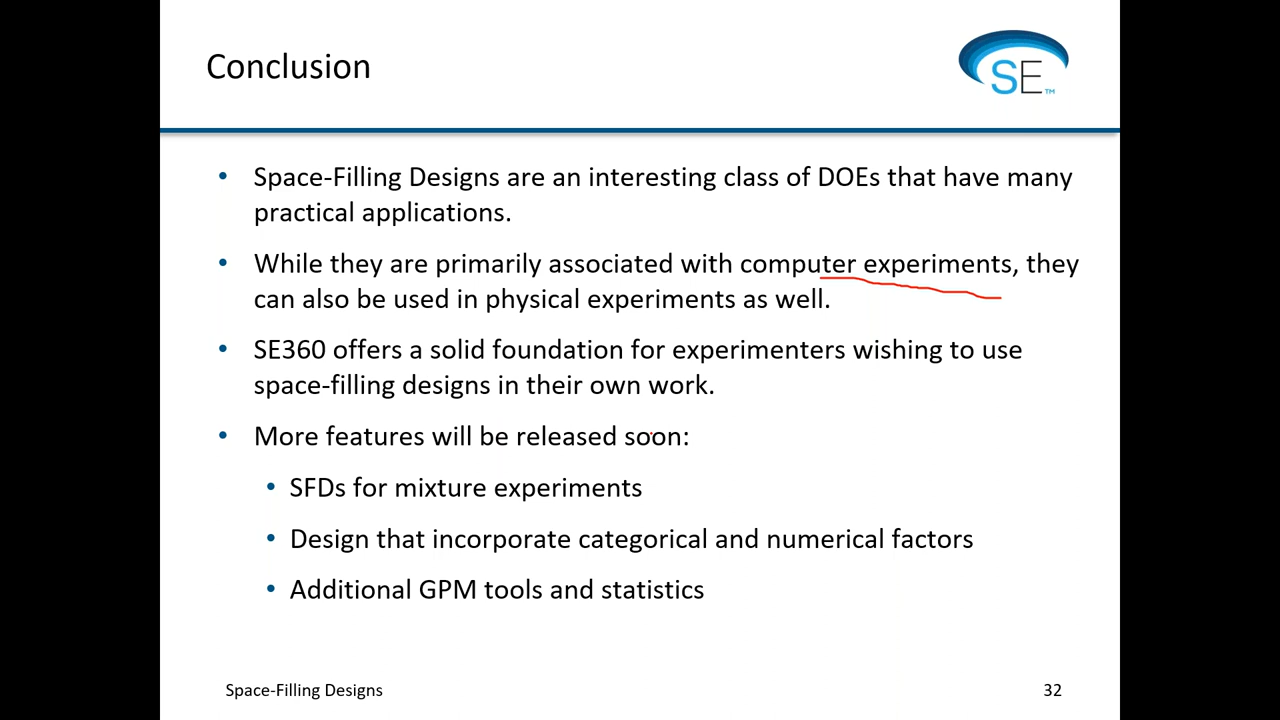 Conclusion
SE™
• Space-Filling Designs are an interesting class of DOEs that have many
practical applications.
• While they are primarily associated with computer experiments, they
can also be used in physical experiments as well.
• SE360 offers a solid foundation for experimenters wishing to use
space-filling designs in their own work.
• More features will be released soon:
• SFDs for mixture experiments
• Design that incorporate categorical and numerical factors
• Additional GPM tools and statistics
Space-Filling Designs
32